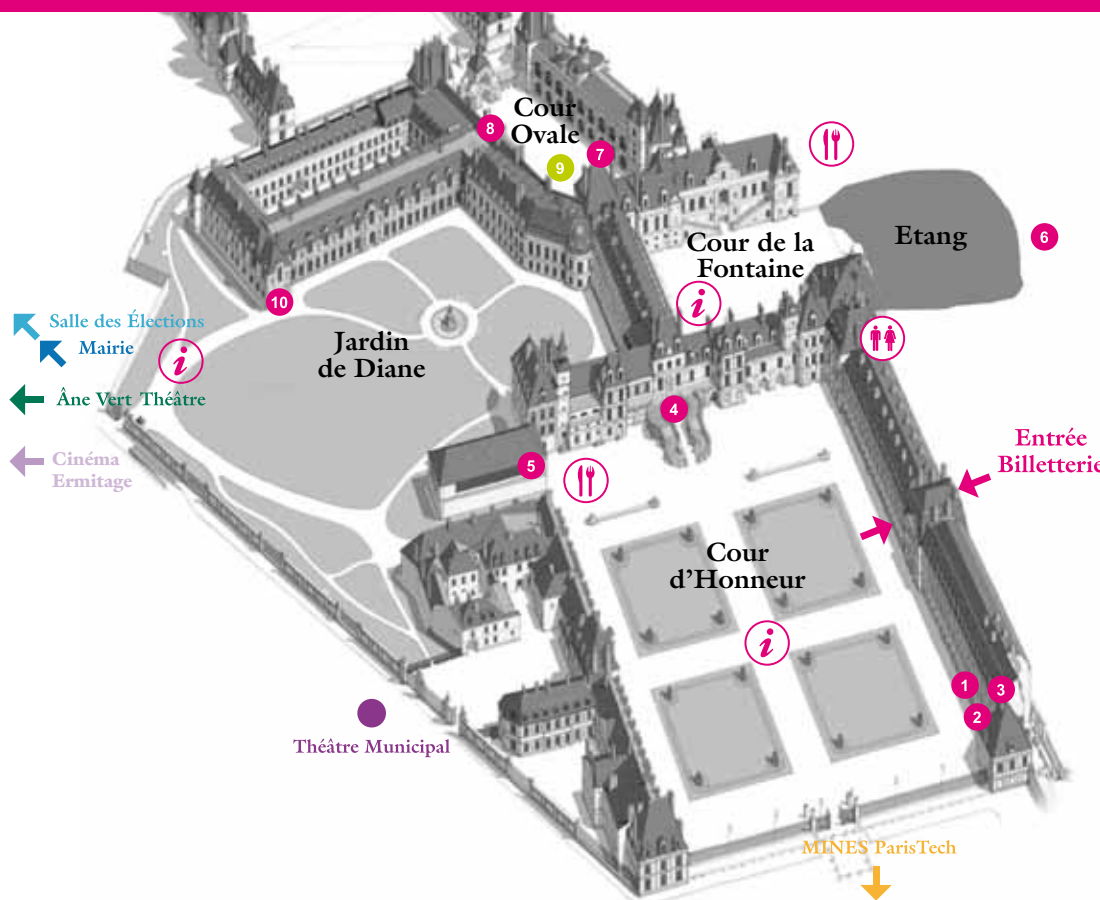 Cour
Ovale
8
7
9
Cour de la
Fontaine
Etang
6
i
10
Salle des Élections
Mairie
i
Jardin
de Diane
Âne Vert Théâtre
4
Cinéma
Ermitage
5
Entrée
Billetterie
Cour
d’Honneur
i
1
3
2
Théâtre Municipal
MINES ParisTech